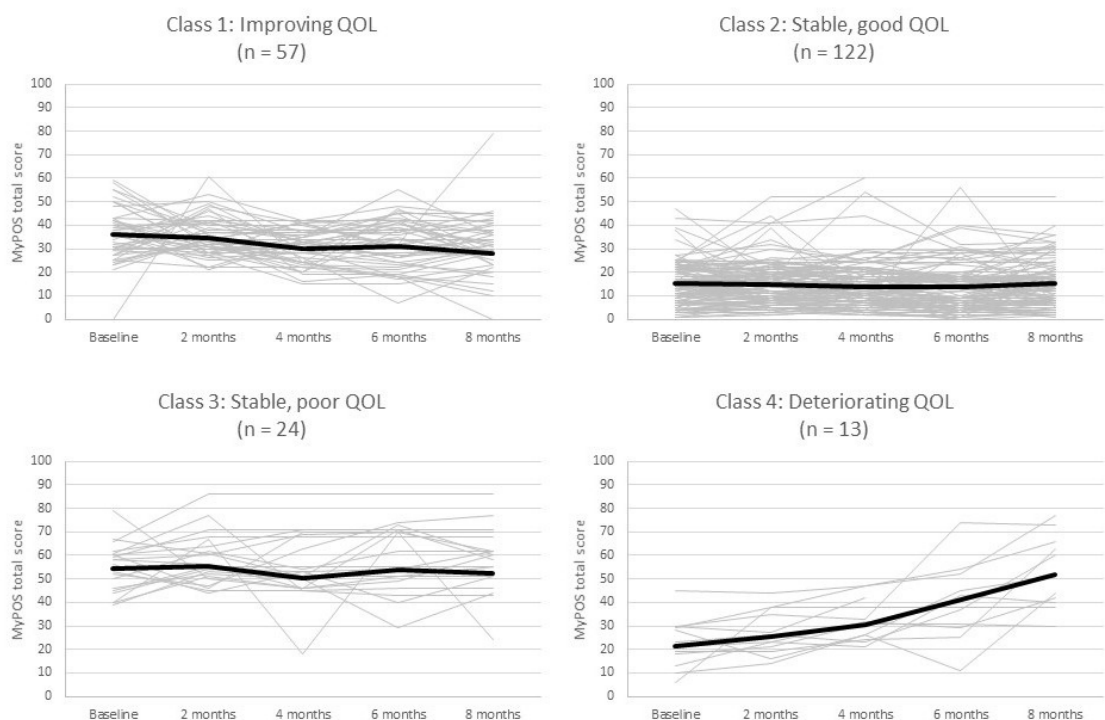 Class 1: Improving QOL
(n = 57)
MyPOS total score
100
90
80
70
60
50
40
30
20
10
0
Baseline 2 months 4 months 6 months 8 months
Class 2: Stable, good QOL
(n = 122)
MyPOS total score
100
90
80
70
60
50
40
30
20
10
0
Baseline 2 months 4 months 6 months 8 months
Class 3: Stable, poor QOL
(n = 24)
MyPOS total score
100
90
80
70
60
50
40
30
20
10
0
Baseline 2 months 4 months 6 months 8 months
Class 4: Deteriorating QOL
(n = 13)
MyPOS total score
100
90
80
70
60
50
40
30
20
10
0
Baseline 2 months 4 months 6 months 8 months